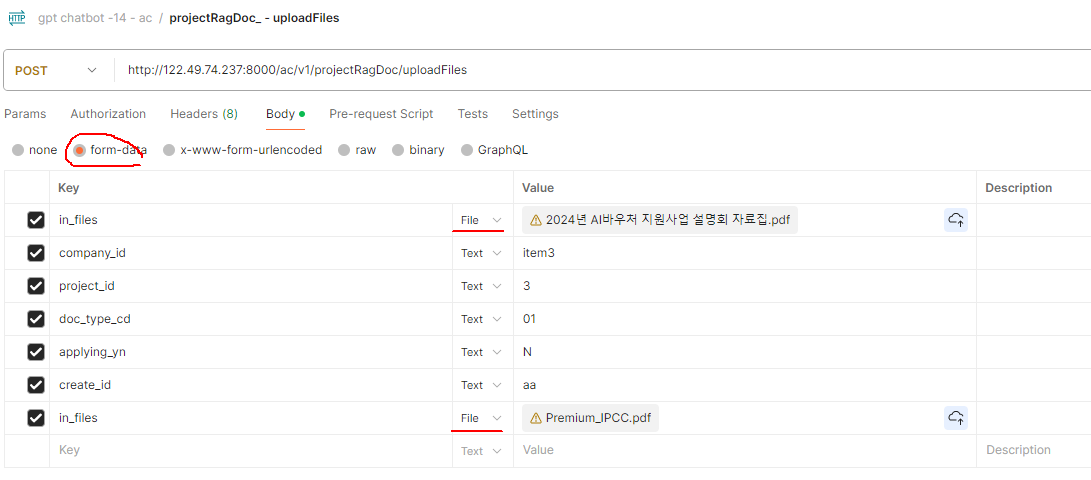 HTTP gpt chatbot -14 - ac / projectRagDoc_ - uploadFiles
POST http://122.49.74.237:8000/ac/v1/projectRagDoc/uploadFiles
Params Authorization Headers (8) Body Pre-request Script Tests Settings
none form-data x-www-form-urlencoded raw binary GraphQL
Key Value Description
in_files File 2024년 AI바우처 지원사업 설명회 자료집.pdf
company_id Text item3
project_id Text 3
doc_type_cd Text 01
applying_yn Text N
create_id Text aa
in_files File Premium_IPCC.pdf
Key Text Value Description